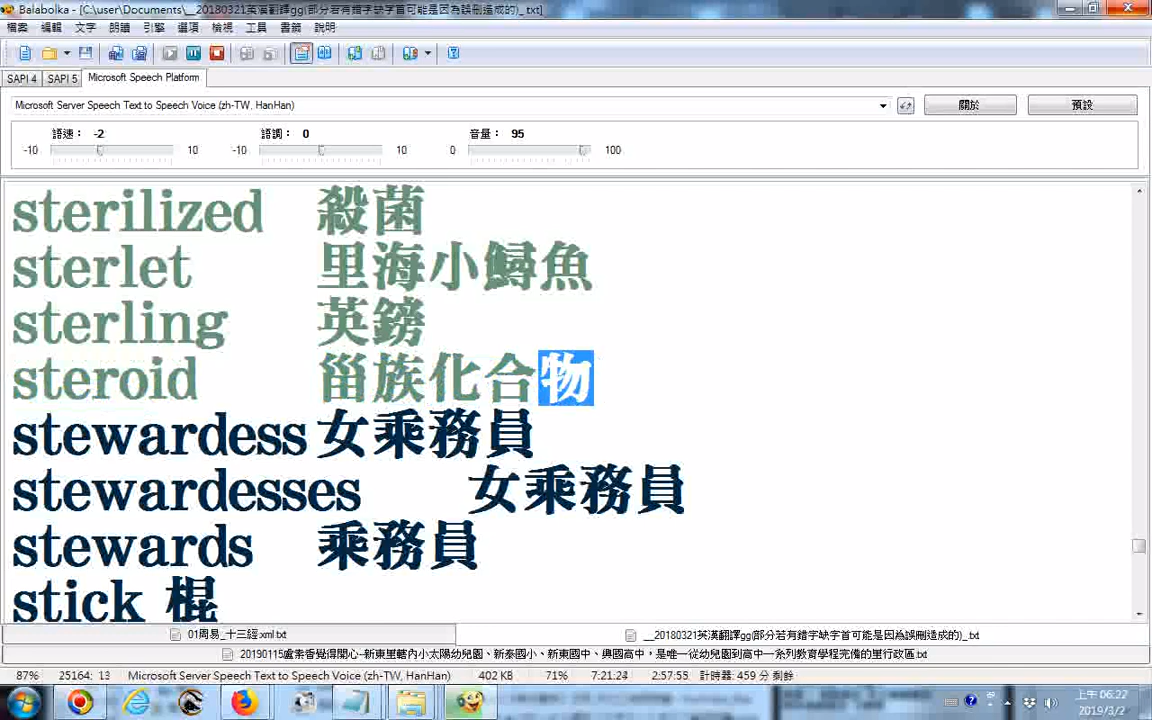 Balabolka - [C:\user\Documents\__20180321英漢翻譯gg(部分若有錯字缺字首可能是因為誤刪造成的)_.txt]
檔案 編輯 文字 朗讀 引擎 選項 檢視 工具 書籤 說明
SAPI 4 SAPI 5 Microsoft Speech Platform
Microsoft Server Speech Text to Speech Voice (zh-TW, HanHan) 關於 預設
語速： -2 語調： 0 音量： 95
-10 10 -10 10 0 100
sterilized 殺菌
sterlet 里海小鱘魚
sterling 英鎊
steroid 甾族化合物
stewardess 女乘務員
stewardesses 女乘務員
stewards 乘務員
stick 棍
01周易_十三經.xml.txt __20180321英漢翻譯gg(部分若有錯字缺字首可能是因為誤刪造成的)_.txt
20190115盧素香覺得開心-新東里轄內小太陽幼兒園、新泰國小、新東國中、興國高中，是唯一從幼兒園到高中一系列教育學程完備的里行政區.txt
87% 25164: 13 Microsoft Server Speech Text to Speech Voice (zh-TW, HanHan) 402 KB 71% 7:21:24 2:57:55 計時器: 459 分 剩餘
上午 06:22
2019/3/2